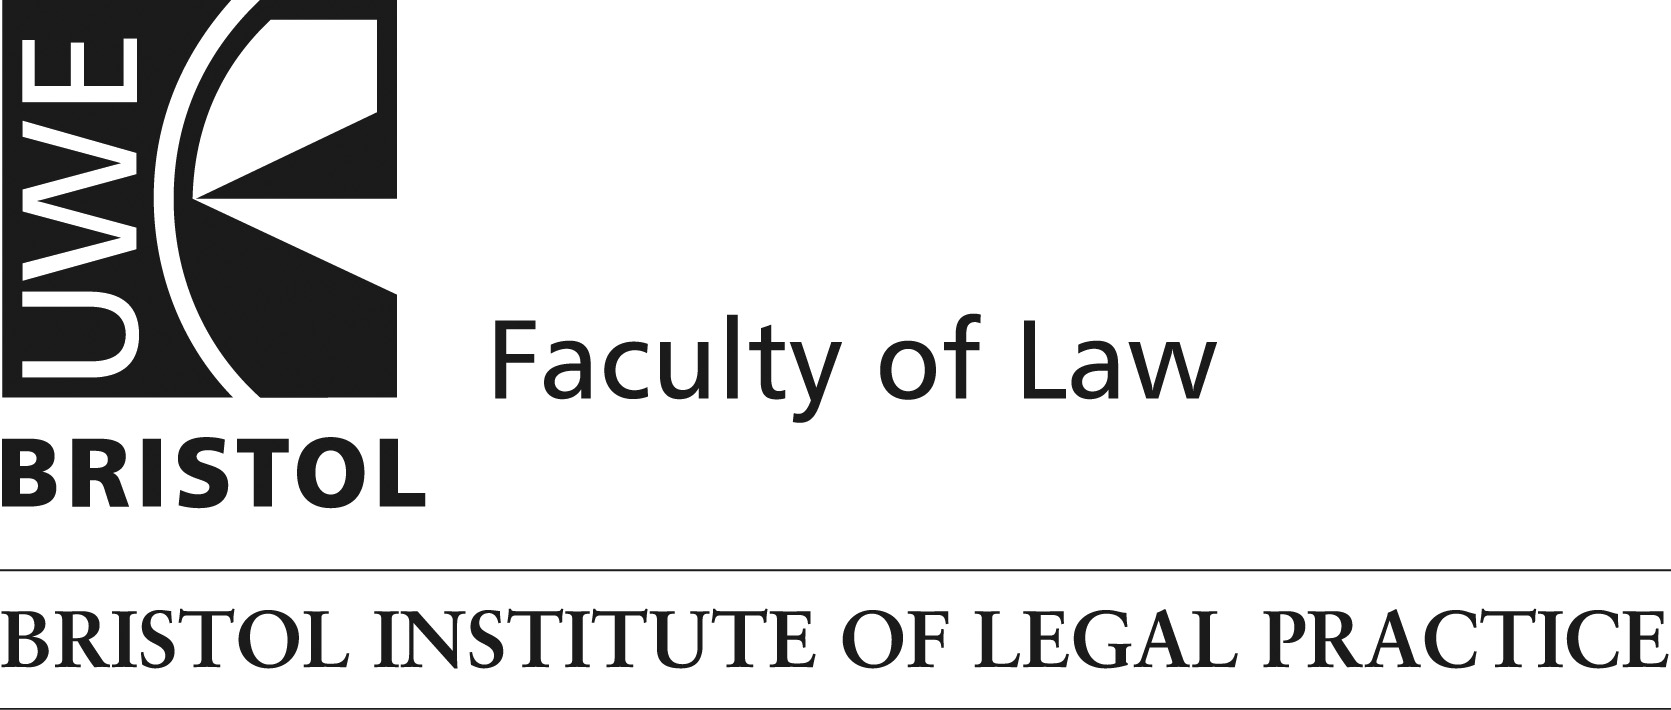 UWE
BRISTOL
Faculty of Law
BRISTOL INSTITUTE OF LEGAL PRACTICE